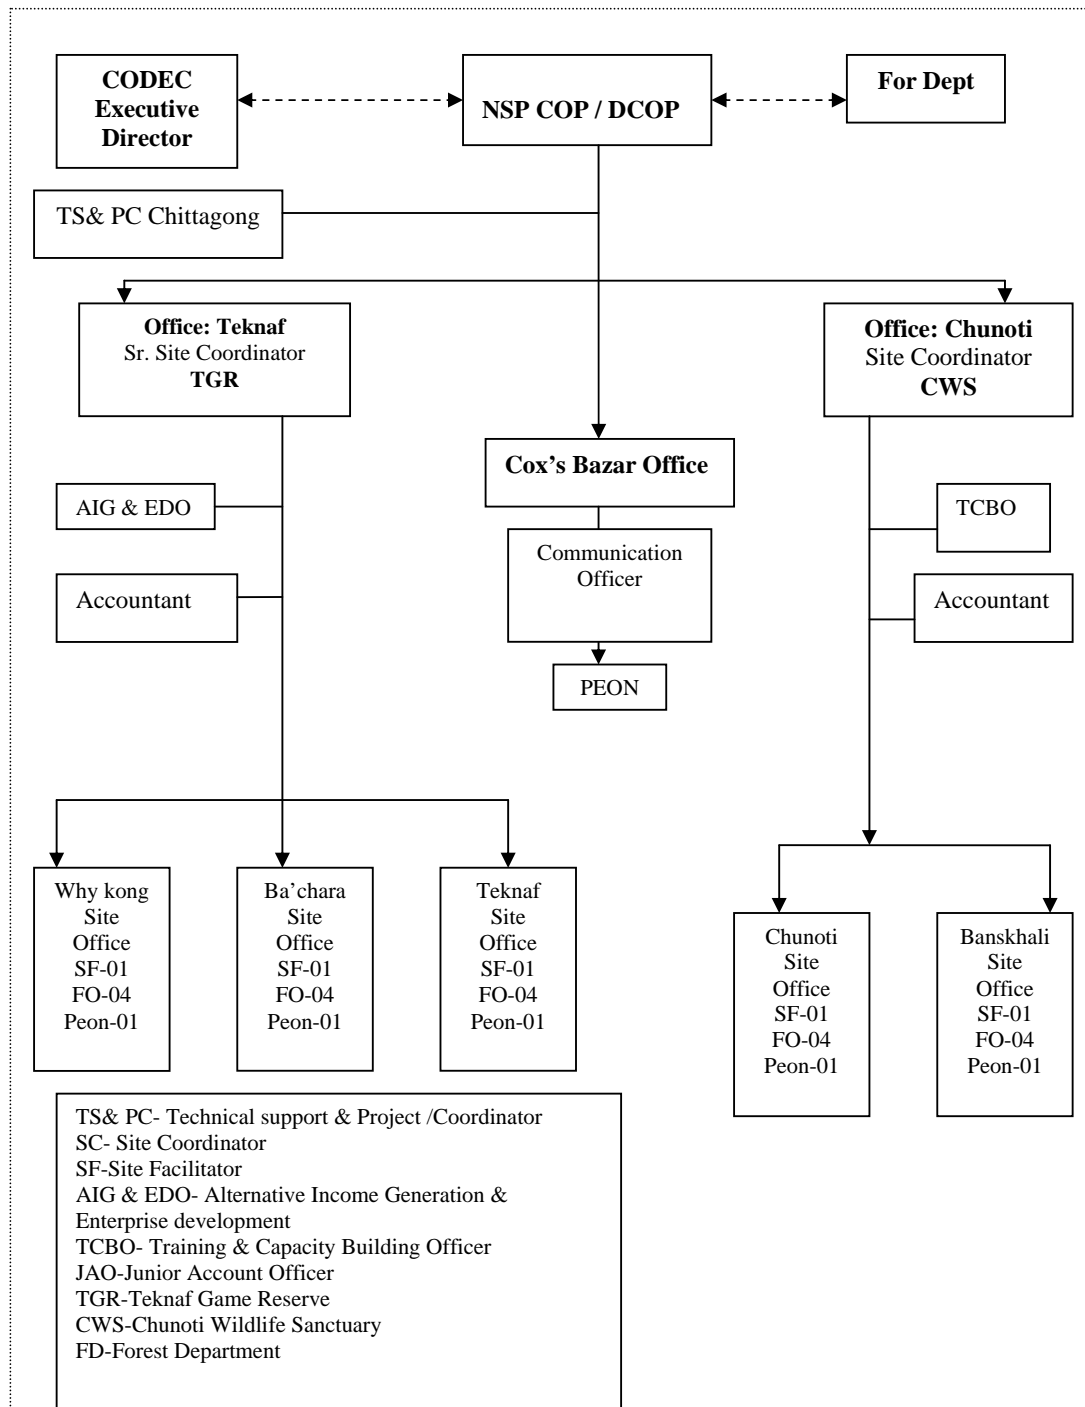 CODEC
Executive
Director
NSP COP / DCOP
For Dept
TS& PC Chittagong
Office: Teknaf
Sr. Site Coordinator
TGR
Office: Chunoti
Site Coordinator
CWS
Cox's Bazar Office
AIG & EDO
TCBO
Communication
Officer
Accountant
Accountant
PEON
Why kong
Site
Office
SF-01
FO-04
Peon-01
Ba'chara
Site
Office
SF-01
FO-04
Peon-01
Teknaf
Site
Office
SF-01
FO-04
Peon-01
Chunoti
Site
Office
SF-01
FO-04
Peon-01
Banskhali
Site
Office
SF-01
FO-04
Peon-01
TS& PC- Technical support & Project /Coordinator
SC- Site Coordinator
SF-Site Facilitator
AIG & EDO- Alternative Income Generation &
Enterprise development
TCBO- Training & Capacity Building Officer
JAO-Junior Account Officer
TGR-Teknaf Game Reserve
CWS-Chunoti Wildlife Sanctuary
FD-Forest Department